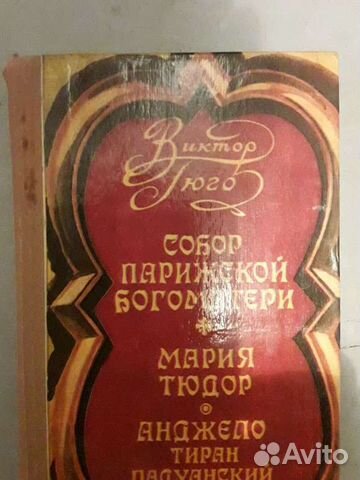 Виктор
Гюго
СОБОР
ПАРИЖСКОЙ
БОГОМАТЕРИ
МАРИЯ
ТЮДОР
АНДЖЕЛО
ТИРАН
ПАДУАНСКИЙ
Avito